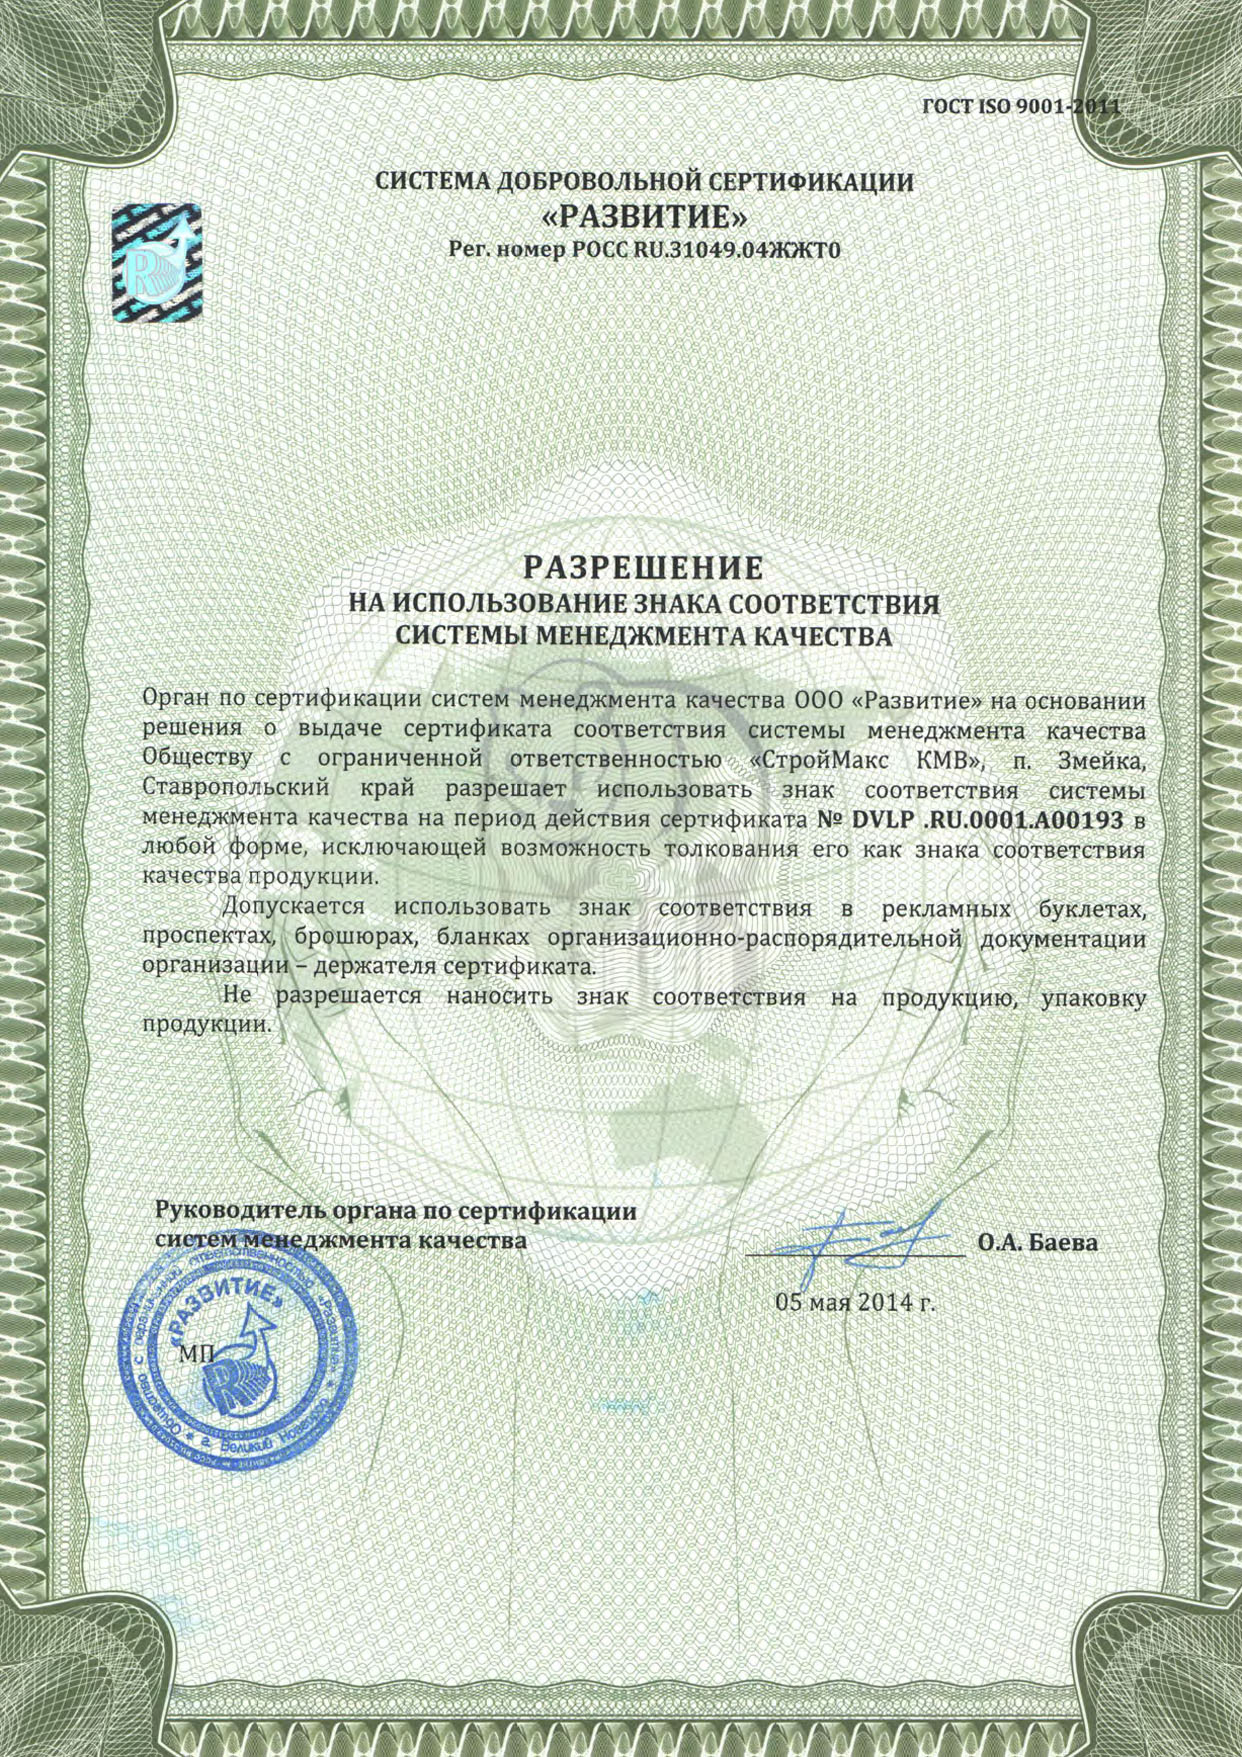 ГОСТ ISO 9001-2011
СИСТЕМА ДОБРОВОЛЬНОЙ СЕРТИФИКАЦИИ
«РАЗВИТИЕ»
Рег. номер РОСС RU.31049.04ЖЖТ0
R
РАЗРЕШЕНИЕ
НА ИСПОЛЬЗОВАНИЕ ЗНАКА СООТВЕТСТВИЯ
СИСТЕМЫ МЕНЕДЖМЕНТА КАЧЕСТВА
Орган по сертификации систем менеджмента качества ООО «Развитие» на основании
решения о выдаче сертификата соответствия системы менеджмента качества
Обществу с ограниченной ответственностью «СтройМакс КМВ», п. Змейка,
Ставропольский край разрешает использовать знак соответствия системы
менеджмента качества на период действия сертификата № DVLP .RU.0001.A00193 в
любой форме, исключающей возможность толкования его как знака соответствия
качества продукции.
Допускается использовать знак соответствия в рекламных буклетах,
проспектах, брошюрах, бланках организационно-распорядительной документации
организации – держателя сертификата.
Не разрешается наносить знак соответствия на продукцию, упаковку
продукции.
Руководитель органа по сертификации
систем менеджмента качества
О.А. Баева
05 мая 2014 г.
МП
«РАЗВИТИЕ»
R
Общество с ограниченной ответственностью «Развитие» * г. Великий Новгород *